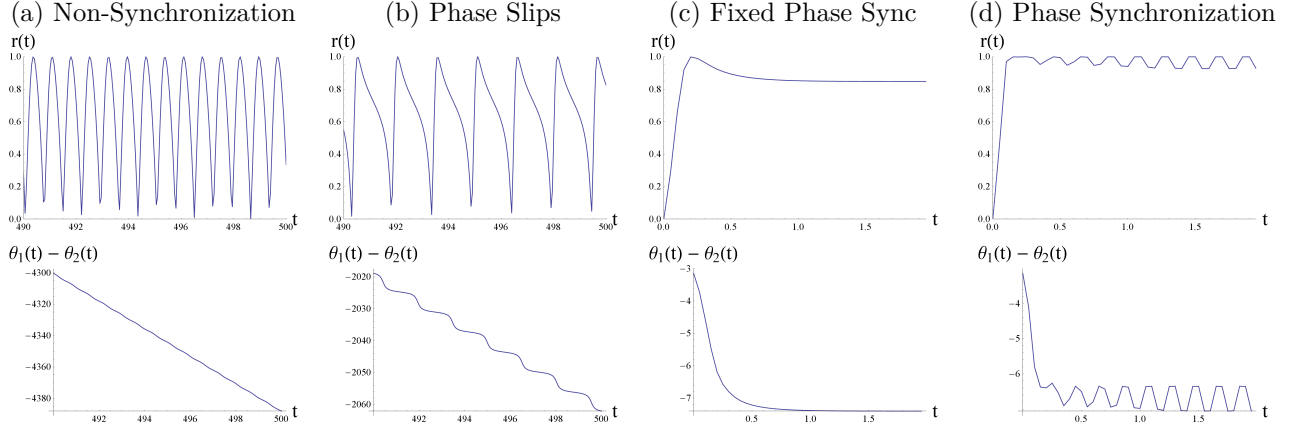 (a) Non-Synchronization
(b) Phase Slips
(c) Fixed Phase Sync
(d) Phase Synchronization
r(t)
1.0
0.8
0.6
0.4
0.2
0.0
490 492 494 496 498 500
t
r(t)
1.0
0.8
0.6
0.4
0.2
0.0
490 492 494 496 498 500
t
r(t)
1.0
0.8
0.6
0.4
0.2
0.0
0.0 0.5 1.0 1.5
t
r(t)
1.0
0.8
0.6
0.4
0.2
0.0
0.0 0.5 1.0 1.5
t
θ₁(t) − θ₂(t)
−4300
−4320
−4340
−4360
−4380
492 494 496 498 500
t
θ₁(t) − θ₂(t)
−2020
−2030
−2040
−2050
−2060
492 494 496 498 500
t
θ₁(t) − θ₂(t)
−3
−4
−5
−6
−7
0.5 1.0 1.5
t
θ₁(t) − θ₂(t)
−4
−5
−6
0.5 1.0 1.5
t